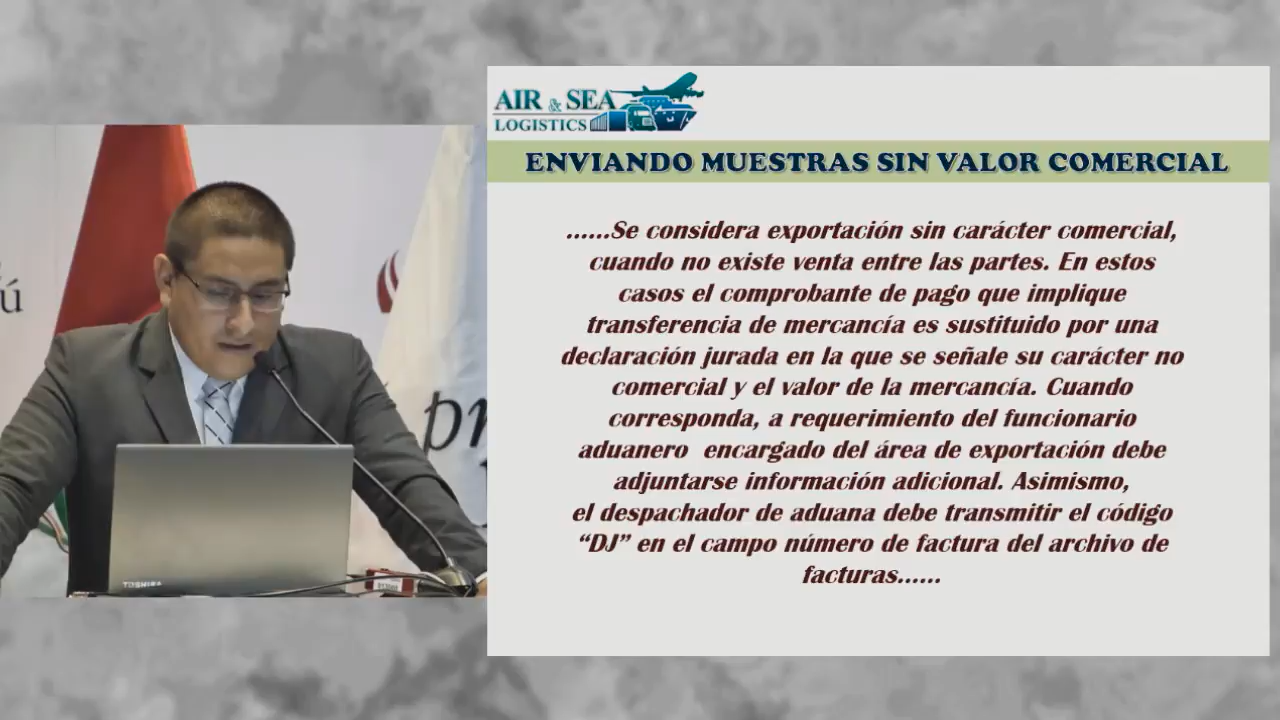 AIR & SEA
LOGISTICS
ENVIANDO MUESTRAS SIN VALOR COMERCIAL
......Se considera exportación sin carácter comercial,
cuando no existe venta entre las partes. En estos
casos el comprobante de pago que implique
transferencia de mercancía es sustituido por una
declaración jurada en la que se señale su carácter no
comercial y el valor de la mercancía. Cuando
corresponda, a requerimiento del funcionario
aduanero  encargado del área de exportación debe
adjuntarse información adicional. Asimismo,
el despachador de aduana debe transmitir el código
“DJ” en el campo número de factura del archivo de
facturas......
TOSHIBA